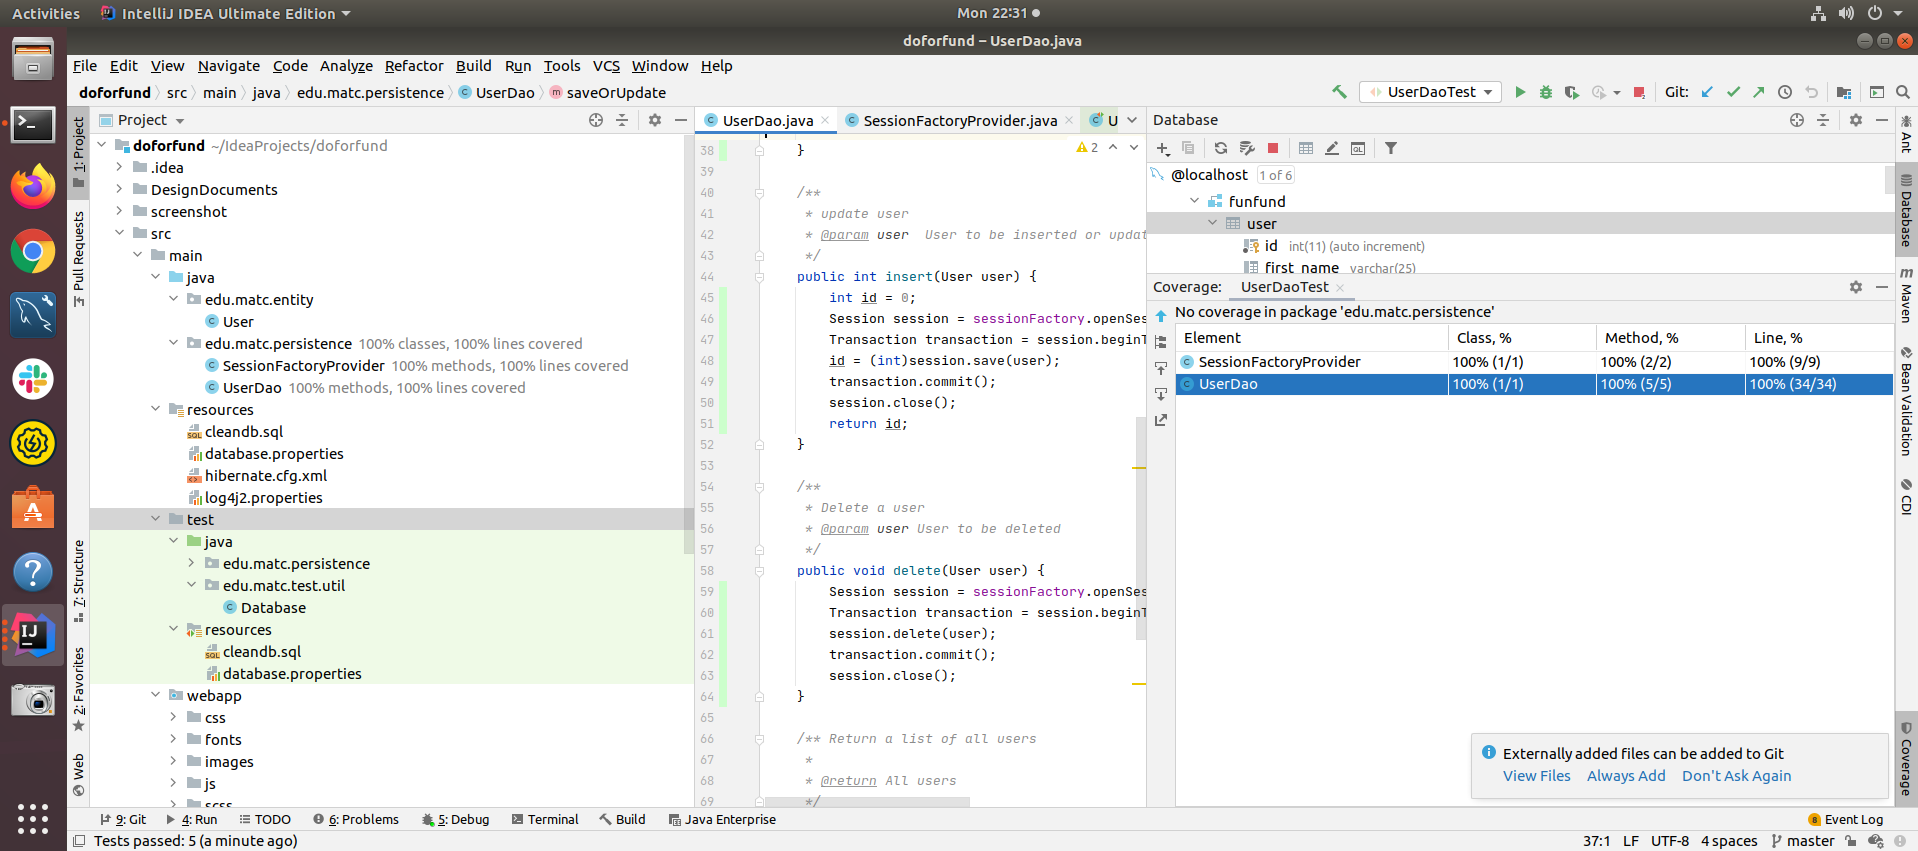 Activities IntelliJ IDEA Ultimate Edition Mon 22:31
doforfund – UserDao.java
File Edit View Navigate Code Analyze Refactor Build Run Tools VCS Window Help
doforfund src main java edu.matc.persistence UserDao saveOrUpdate UserDaoTest Git:
1: Project
Pull Requests
7: Structure
2: Favorites
Web
Project
doforfund ~/IdeaProjects/doforfund
.idea
DesignDocuments
screenshot
src
main
java
edu.matc.entity
User
edu.matc.persistence 100% classes, 100% lines covered
SessionFactoryProvider 100% methods, 100% lines covered
UserDao 100% methods, 100% lines covered
resources
cleandb.sql
database.properties
hibernate.cfg.xml
log4j2.properties
test
java
edu.matc.persistence
edu.matc.test.util
Database
resources
cleandb.sql
database.properties
webapp
css
fonts
images
js
scss
UserDao.java SessionFactoryProvider.java U
2
38 }
39
40 /**
41 * update user
42 * @param user User to be inserted or updat
43 */
44 public int insert(User user) {
45 int id = 0;
46 Session session = sessionFactory.openSes
47 Transaction transaction = session.beginT
48 id = (int)session.save(user);
49 transaction.commit();
50 session.close();
51 return id;
52 }
53
54 /**
55 * Delete a user
56 * @param user User to be deleted
57 */
58 public void delete(User user) {
59 Session session = sessionFactory.openSes
60 Transaction transaction = session.beginT
61 session.delete(user);
62 transaction.commit();
63 session.close();
64 }
65
66 /** Return a list of all users
67 *
68 * @return All users
69 */
Database
@localhost 1 of 6
funfund
user
id int(11) (auto increment)
first_name varchar(25)
Coverage: UserDaoTest
No coverage in package 'edu.matc.persistence'
Element Class, % Method, % Line, %
SessionFactoryProvider 100% (1/1) 100% (2/2) 100% (9/9)
UserDao 100% (1/1) 100% (5/5) 100% (34/34)
Externally added files can be added to Git
View Files Always Add Don't Ask Again
Ant
Database
Maven
Bean Validation
CDI
Coverage
9: Git 4: Run TODO 6: Problems 5: Debug Terminal Build Java Enterprise 8 Event Log
Tests passed: 5 (a minute ago) 37:1 LF UTF-8 4 spaces master